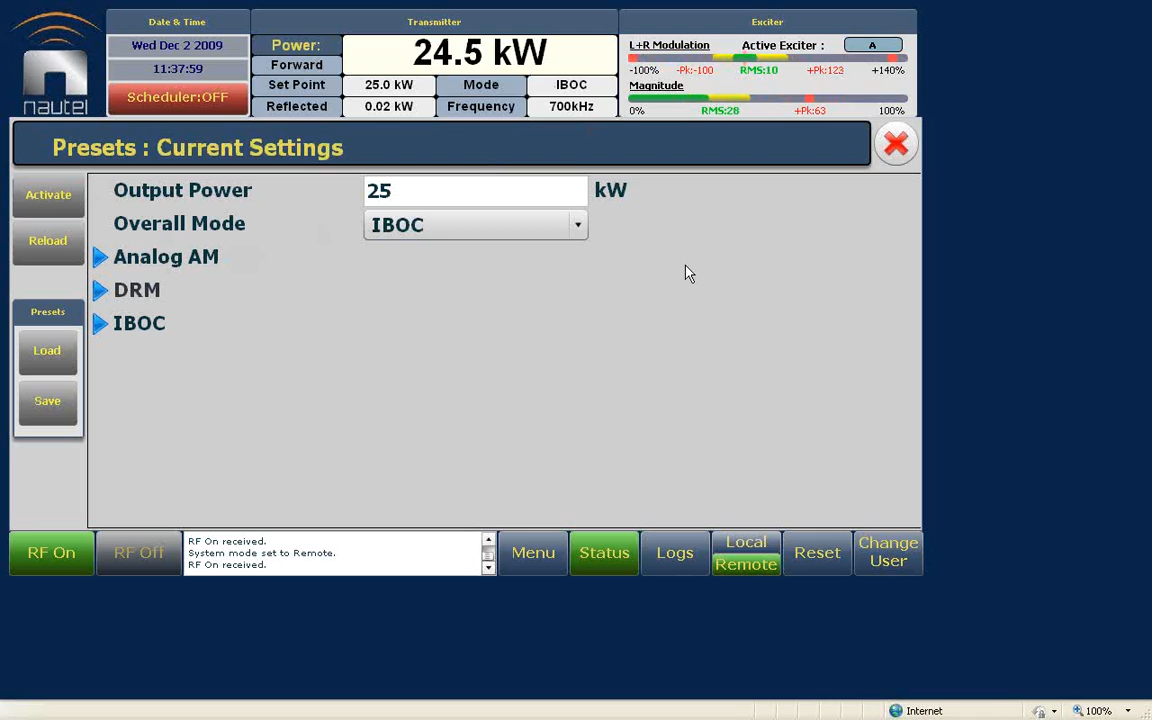 nautel
Date & Time
Wed Dec 2 2009
11:37:59
Scheduler:OFF
Transmitter
Power:
24.5 kW
Forward
Set Point
25.0 kW
Mode
IBOC
Reflected
0.02 kW
Frequency
700kHz
Exciter
L+R Modulation
Active Exciter :
A
-100%
-Pk:-100
RMS:10
+Pk:123
+140%
Magnitude
0%
RMS:28
+Pk:63
100%
Presets : Current Settings
Activate
Reload
Presets
Load
Save
Output Power
25
kW
Overall Mode
IBOC
Analog AM
DRM
IBOC
RF On
RF Off
RF On received.
System mode set to Remote.
RF On received.
Menu
Status
Logs
Local
Remote
Reset
Change
User
Internet
100%